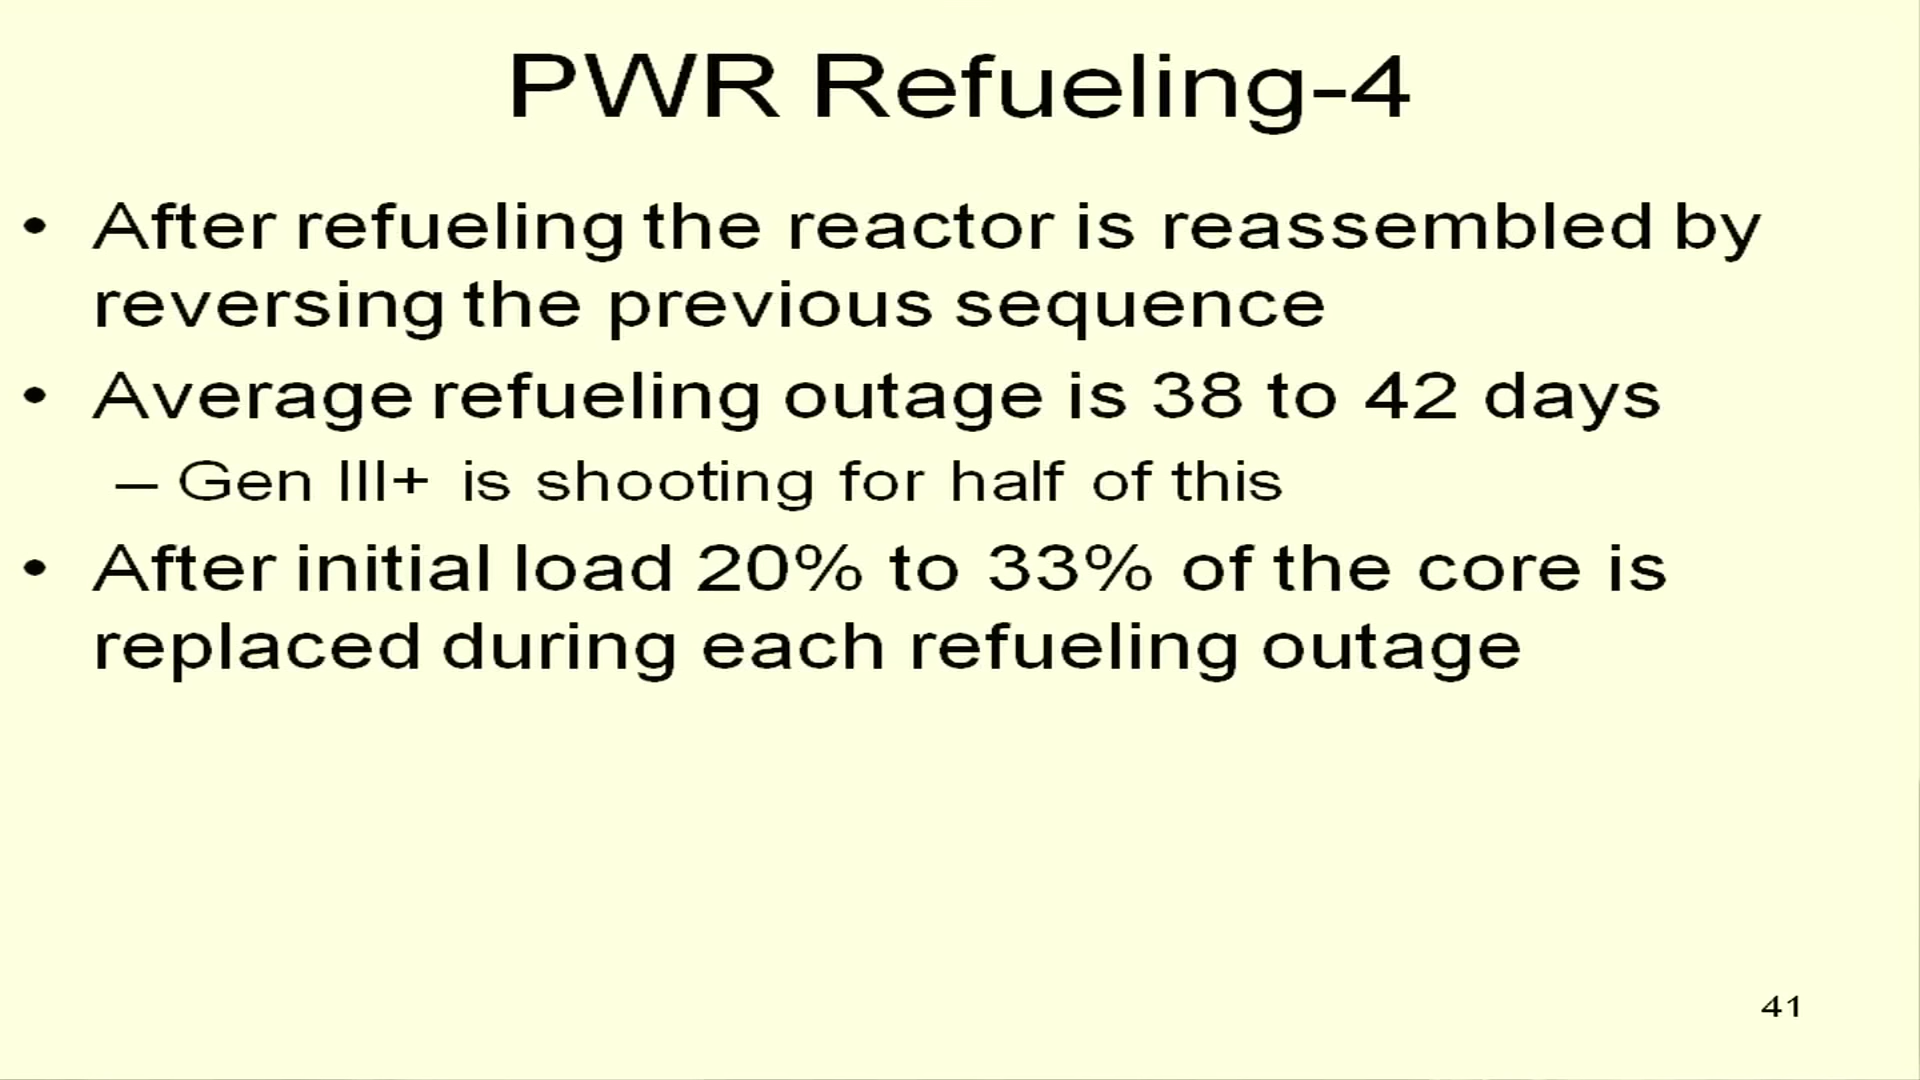 PWR Refueling-4
• After refueling the reactor is reassembled by
reversing the previous sequence
• Average refueling outage is 38 to 42 days
– Gen III+ is shooting for half of this
• After initial load 20% to 33% of the core is
replaced during each refueling outage
41